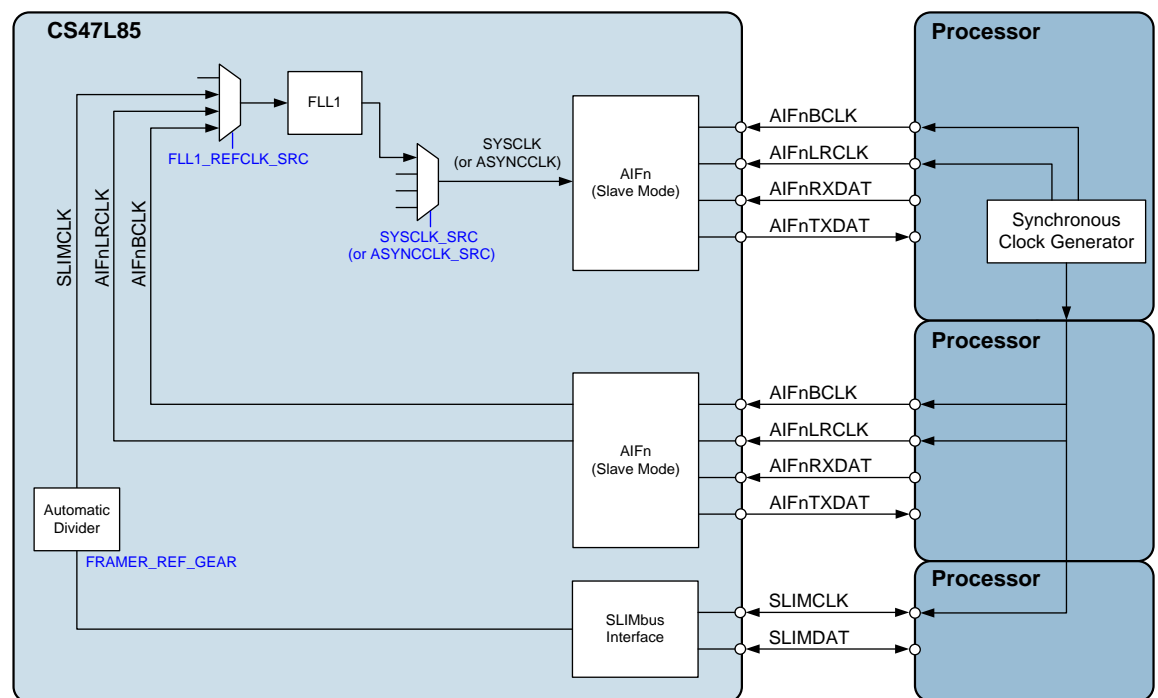 CS47L85
FLL1
FLL1_REFCLK_SRC
SYSCLK
(or ASYNCCLK)
SYSCLK_SRC
(or ASYNCCLK_SRC)
AIFn
(Slave Mode)
AIFnBCLK
AIFnLRCLK
AIFnRXDAT
AIFnTXDAT
Processor
Synchronous
Clock Generator
SLIMCLK
AIFnLRCLK
AIFnBCLK
AIFn
(Slave Mode)
AIFnBCLK
AIFnLRCLK
AIFnRXDAT
AIFnTXDAT
Processor
Automatic
Divider
FRAMER_REF_GEAR
SLIMbus
Interface
SLIMCLK
SLIMDAT
Processor